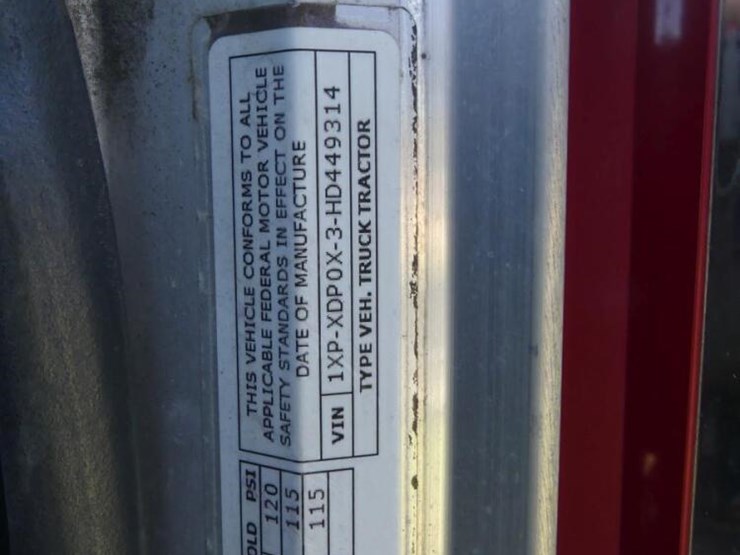 THIS VEHICLE CONFORMS TO ALL
APPLICABLE FEDERAL MOTOR VEHICLE
SAFETY STANDARDS IN EFFECT ON THE
DATE OF MANUFACTURE
VIN 1XP-XDP0X-3-HD449314
TYPE VEH. TRUCK TRACTOR
OLD PSI
120
115
115